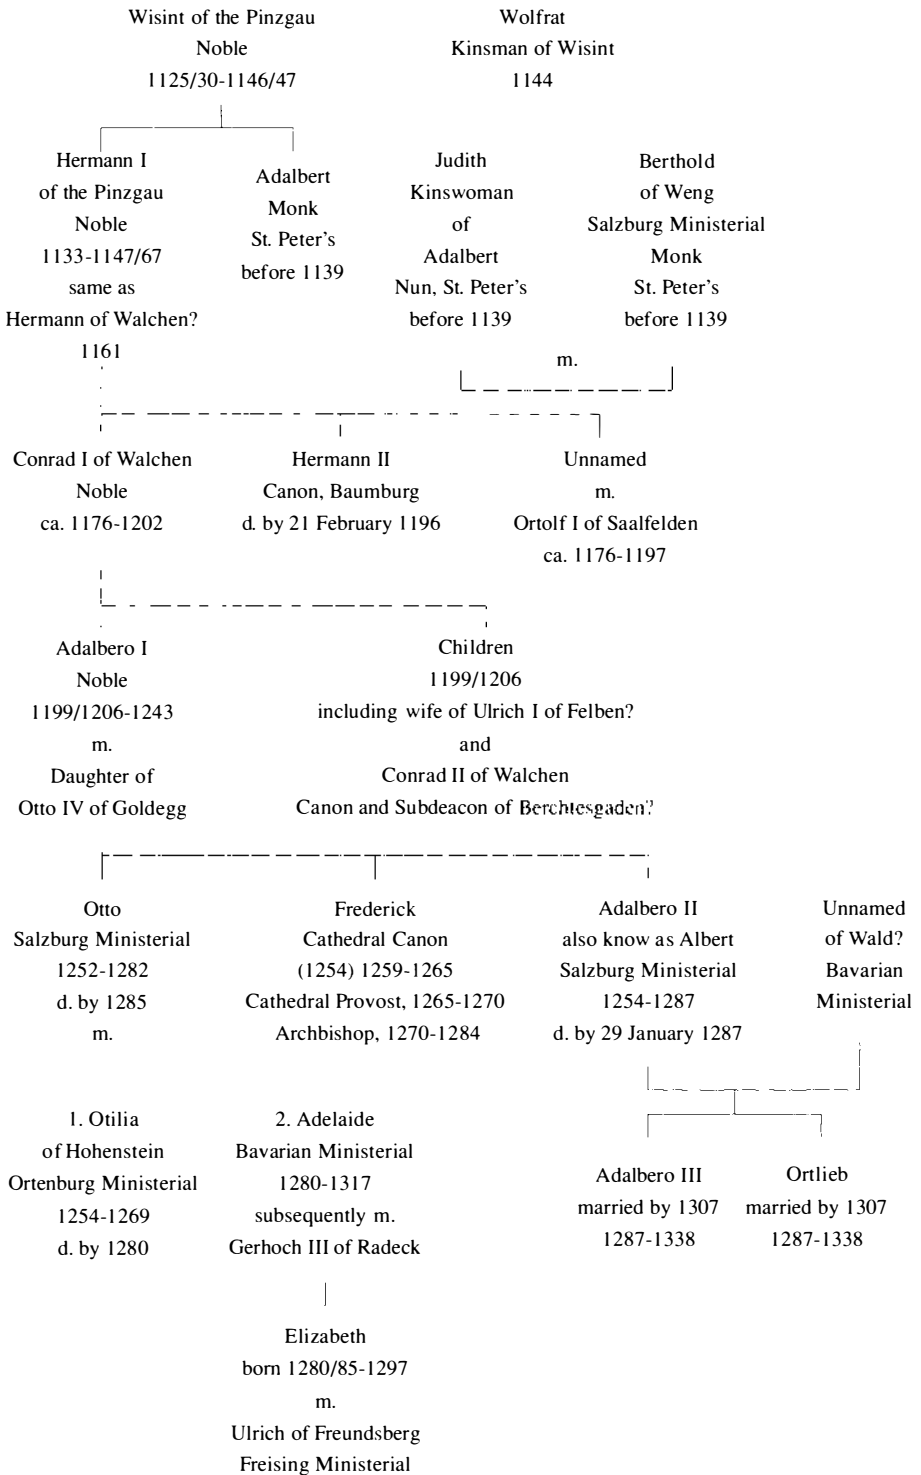 Wisint of the Pinzgau
Noble
1125/30-1146/47
Wolfrat
Kinsman of Wisint
1144
Hermann I
of the Pinzgau
Noble
1133-1147/67
same as
Hermann of Walchen?
1161
Adalbert
Monk
St. Peter's
before 1139
Judith
Kinswoman
of
Adalbert
Nun, St. Peter's
before 1139
Berthold
of Weng
Salzburg Ministerial
Monk
St. Peter's
before 1139
m.
Conrad I of Walchen
Noble
ca. 1176-1202
Hermann II
Canon, Baumburg
d. by 21 February 1196
Unnamed
m.
Ortolf I of Saalfelden
ca. 1176-1197
Adalbero I
Noble
1199/1206-1243
m.
Daughter of
Otto IV of Goldegg
Children
1199/1206
including wife of Ulrich I of Felben?
and
Conrad II of Walchen
Canon and Subdeacon of Berchtesgaden?
Otto
Salzburg Ministerial
1252-1282
d. by 1285
m.
Frederick
Cathedral Canon
(1254) 1259-1265
Cathedral Provost, 1265-1270
Archbishop, 1270-1284
Adalbero II
also know as Albert
Salzburg Ministerial
1254-1287
d. by 29 January 1287
Unnamed
of Wald?
Bavarian
Ministerial
1. Otilia
of Hohenstein
Ortenburg Ministerial
1254-1269
d. by 1280
2. Adelaide
Bavarian Ministerial
1280-1317
subsequently m.
Gerhoch III of Radeck
Adalbero III
married by 1307
1287-1338
Ortlieb
married by 1307
1287-1338
Elizabeth
born 1280/85-1297
m.
Ulrich of Freundsberg
Freising Ministerial